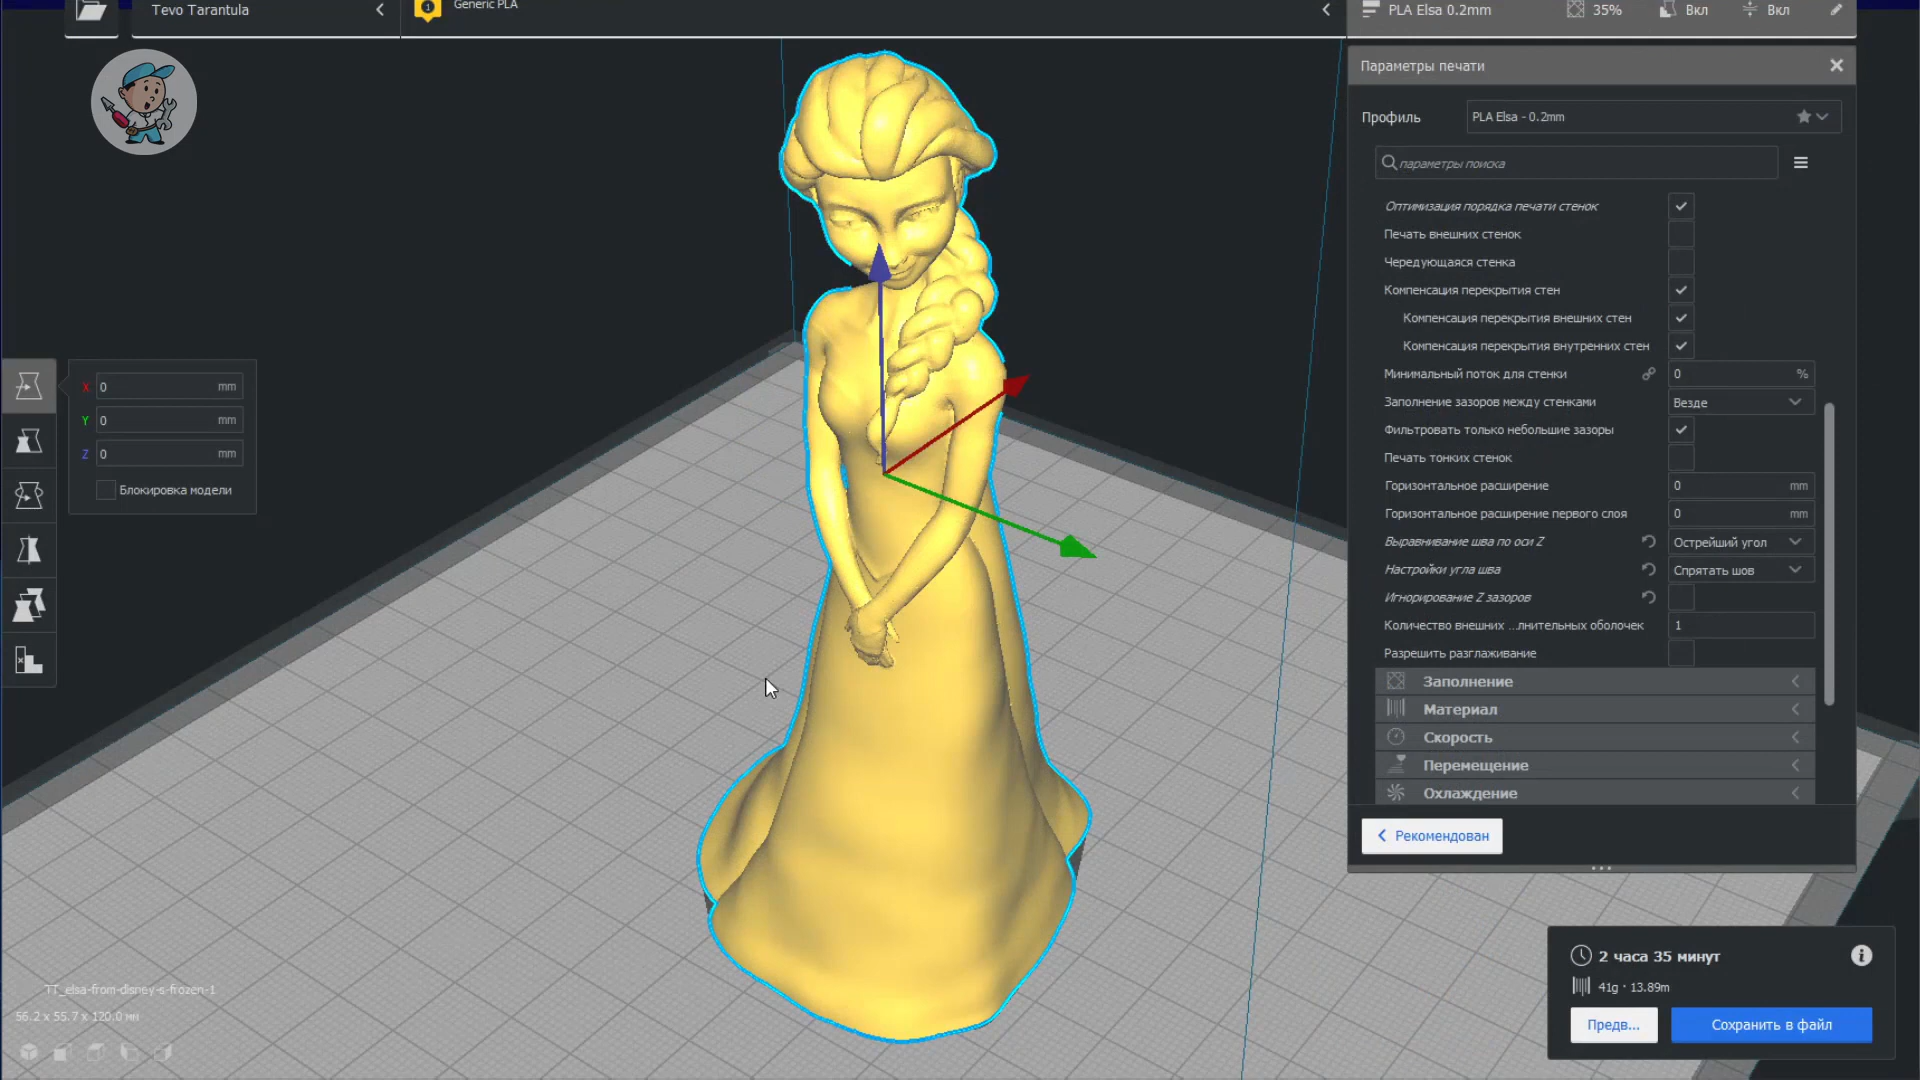 Tevo Tarantula
1
Generic PLA
PLA Elsa 0.2mm
35%
Вкл
Вкл
Параметры печати
Профиль
PLA Elsa - 0.2mm
параметры поиска
Оптимизация порядка печати стенок
Печать внешних стенок
Чередующаяся стенка
Компенсация перекрытия стен
Компенсация перекрытия внешних стен
Компенсация перекрытия внутренних стен
Минимальный поток для стенки
0 %
Заполнение зазоров между стенками
Везде
Фильтровать только небольшие зазоры
Печать тонких стенок
Горизонтальное расширение
0 mm
Горизонтальное расширение первого слоя
0 mm
Выравнивание шва по оси Z
Острейший угол
Настройки угла шва
Спрятать шов
Игнорирование Z зазоров
Количество внешних ...лнительных оболочек
1
Разрешить разглаживание
Заполнение
Материал
Скорость
Перемещение
Охлаждение
Рекомендован
X 0 mm
Y 0 mm
Z 0 mm
Блокировка модели
TT_elsa-from-disney-s-frozen-1
56.2 x 55.7 x 120.0 мм
2 часа 35 минут
41g · 13.89m
Предв...
Сохранить в файл